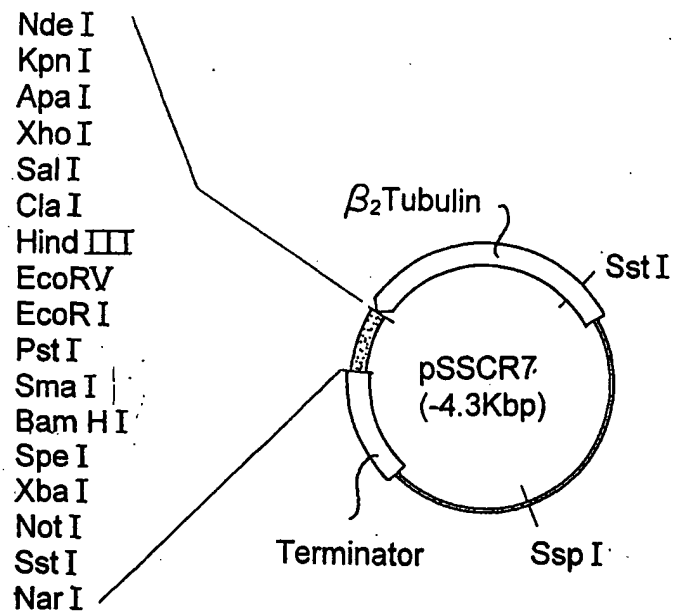 Nde I
Kpn I
Apa I
Xho I
Sal I
Cla I
Hind III
EcoRV
EcoR I
Pst I
Sma I
Bam H I
Spe I
Xba I
Not I
Sst I
Nar I
β₂Tubulin
Sst I
pSSCR7
(-4.3Kbp)
Terminator
Ssp I